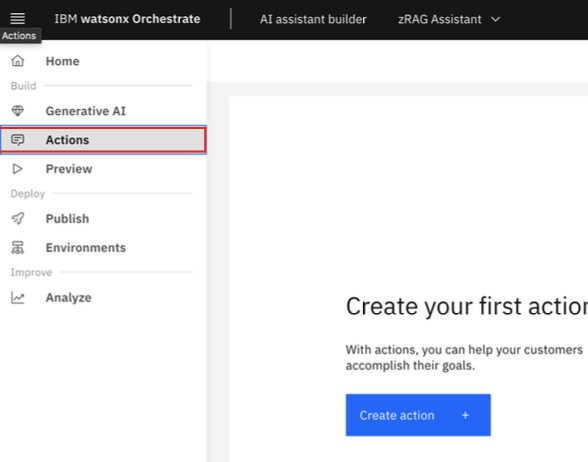 IBM watsonx Orchestrate
AI assistant builder
zRAG Assistant
Actions
Home
Build
Generative AI
Actions
Preview
Deploy
Publish
Environments
Improve
Analyze
Create your first action
With actions, you can help your customers
accomplish their goals.
Create action +